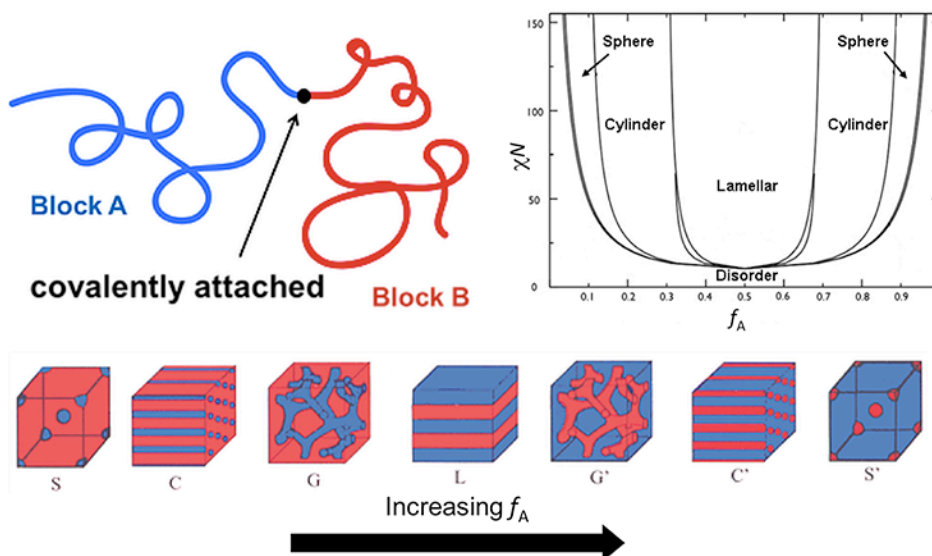 Block A
covalently attached
Block B
150
100
50
0
χN
Sphere
Sphere
Cylinder
Cylinder
Lamellar
Disorder
0.1 0.2 0.3 0.4 0.5 0.6 0.7 0.8 0.9
fA
S C G L G' C' S'
Increasing fA